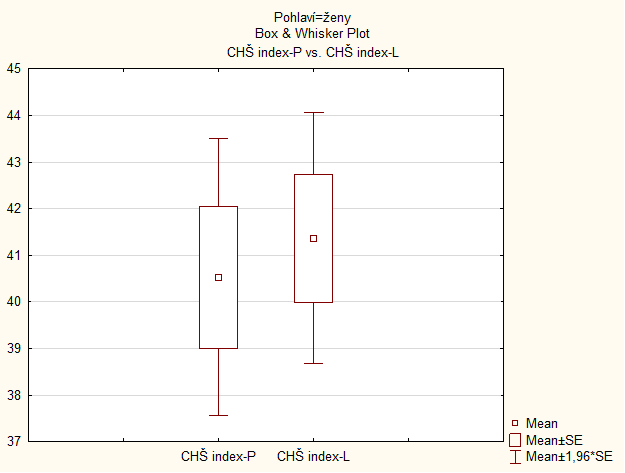 Pohlaví=ženy
Box & Whisker Plot
CHŠ index-P vs. CHŠ index-L
45
44
43
42
41
40
39
38
37
CHŠ index-P CHŠ index-L
Mean
Mean±SE
Mean±1,96*SE